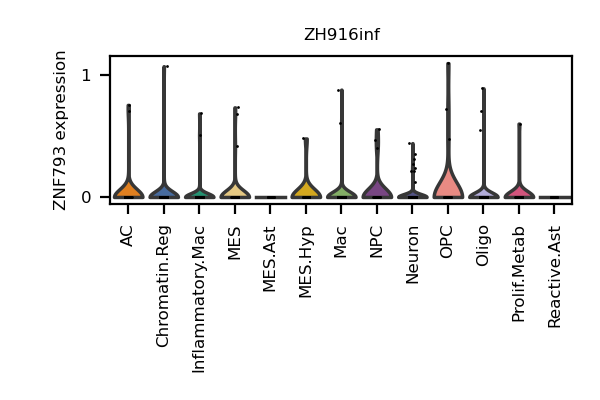 ZH916inf
ZNF793 expression
1
0
AC
Chromatin.Reg
Inflammatory.Mac
MES
MES.Ast
MES.Hyp
Mac
NPC
Neuron
OPC
Oligo
Prolif.Metab
Reactive.Ast